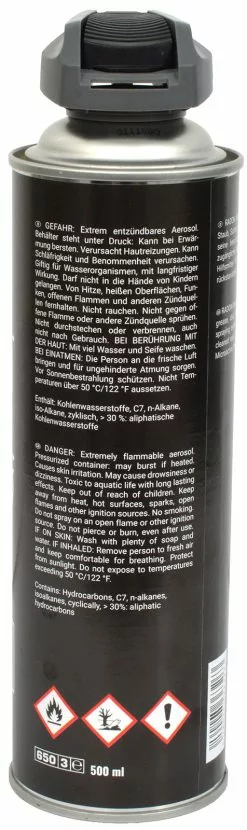 GEFAHR: Extrem entzündbares Aerosol.
Behälter steht unter Druck: Kann bei Erwär-
mung bersten. Verursacht Hautreizungen. Kann
Schläfrigkeit und Benommenheit verursachen.
Giftig für Wasserorganismen, mit langfristiger
Wirkung. Darf nicht in die Hände von Kindern
gelangen. Von Hitze, heißen Oberflächen, Fun-
ken, offenen Flammen und anderen Zündquel-
len fernhalten. Nicht rauchen. Nicht gegen of-
fene Flamme oder andere Zündquelle sprühen.
Nicht durchstechen oder verbrennen, auch
nicht nach Gebrauch. BEI BERÜHRUNG MIT
DER HAUT: Mit viel Wasser und Seife waschen.
BEI EINATMEN: Die Person an die frische Luft
bringen und für ungehinderte Atmung sorgen.
Vor Sonnenbestrahlung schützen. Nicht Tem-
peraturen über 50 °C/122 °F aussetzen.
Enthält: Kohlenwasserstoffe, C7, n-Alkane,
iso-Alkane, zyklisch, > 30 %: aliphatische
Kohlenwasserstoffe
DANGER: Extremely flammable aerosol.
Pressurized container: may burst if heated.
Causes skin irritation. May cause drowsiness or
dizziness. Toxic to aquatic life with long lasting
effects. Keep out of reach of children. Keep
away from heat, hot surfaces, sparks, open
flames and other ignition sources. No smoking.
Do not spray on an open flame or other ignition
source. Do not pierce or burn, even after use.
IF ON SKIN: Wash with plenty of soap and
water. IF INHALED: Remove person to fresh air
and keep comfortable for breathing. Protect
from sunlight. Do not expose to temperatures
exceeding 50 °C/122 °F.
Contains: Hydrocarbons, C7, n-alkanes,
isoalkanes, cyclically, > 30%: aliphatic
hydrocarbons
650 3 e 500 ml